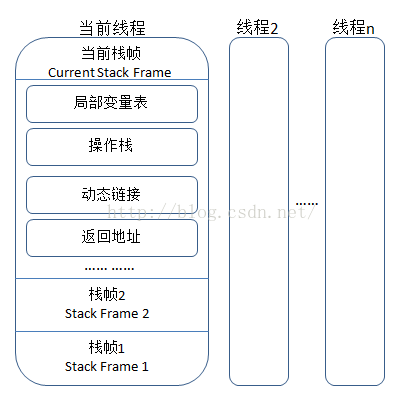 当前线程
线程2
线程n
当前栈帧
Current Stack Frame
局部变量表
操作栈
动态链接
http://blog.csdn.net/
……
返回地址
…… ……
栈帧2
Stack Frame 2
栈帧1
Stack Frame 1